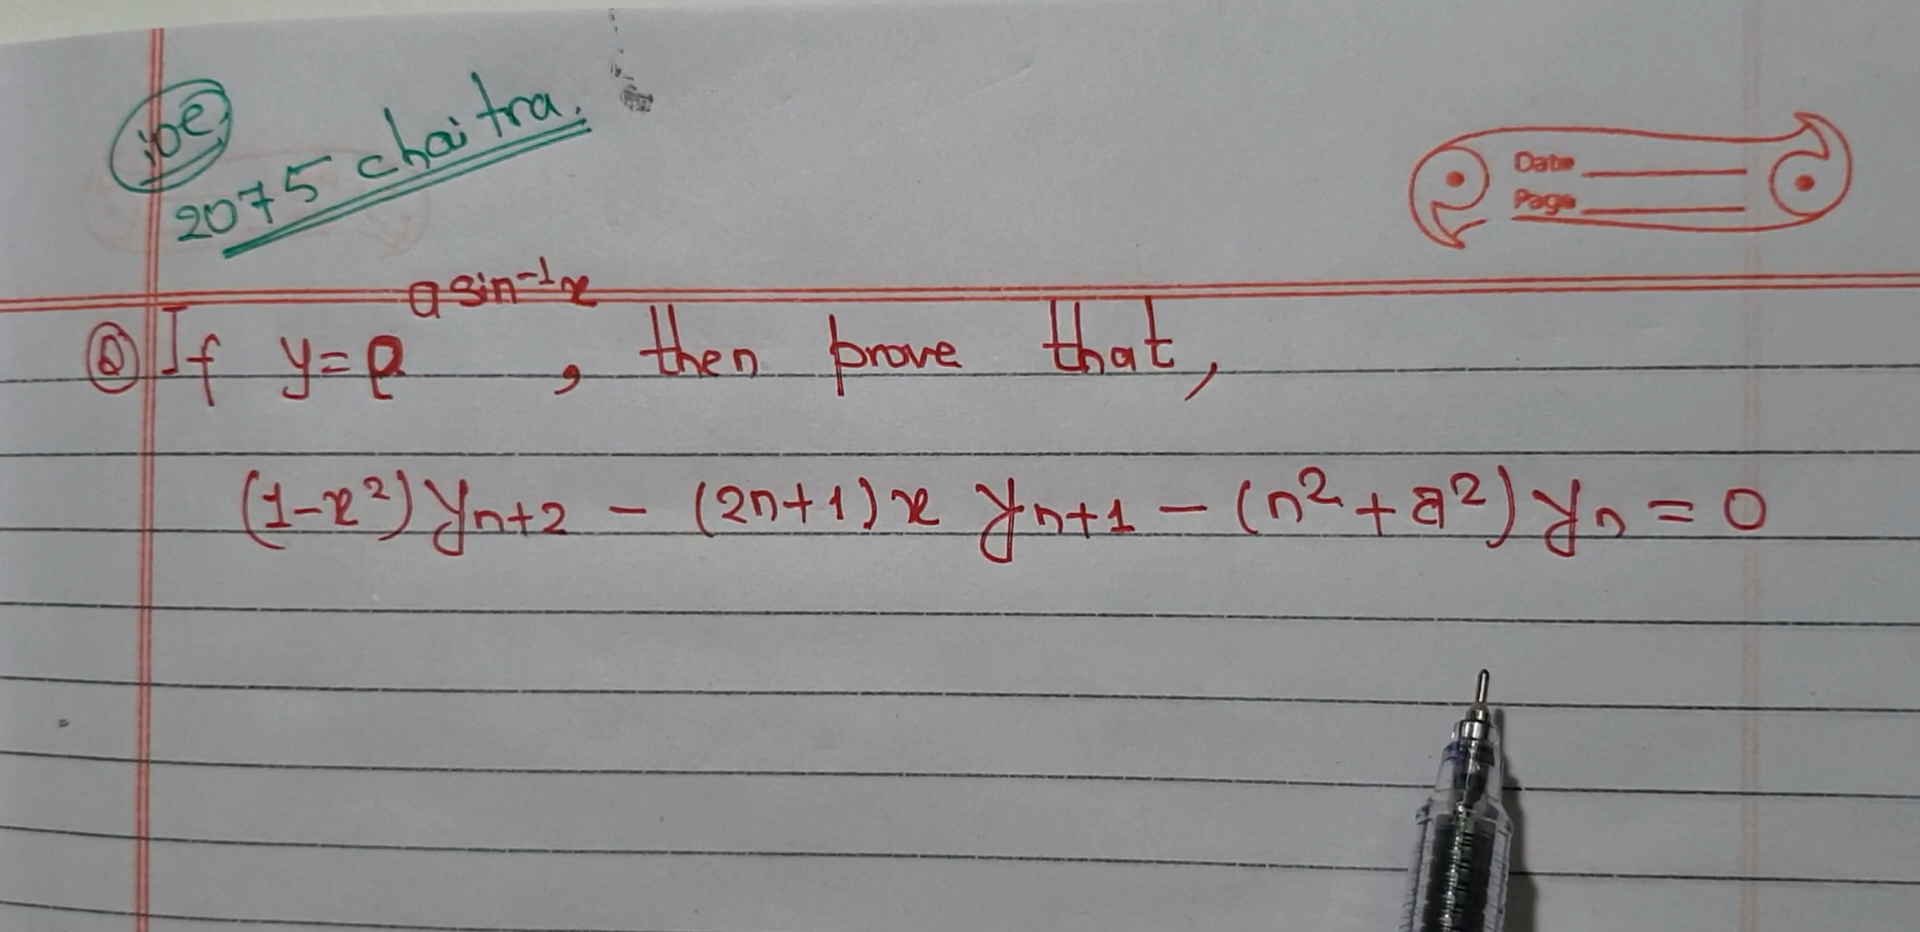 ioe
2075 chaitra.
Date
Page
Q If y = e^{a sin⁻¹x}, then prove that,
(1-x²) yₙ₊₂ - (2n+1) x yₙ₊₁ - (n² + a²) yₙ = 0